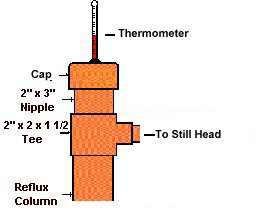 Thermometer
Cap
2" x 3"
Nipple
2" x 2 x 1 1/2
Tee
To Still Head
Reflux
Column